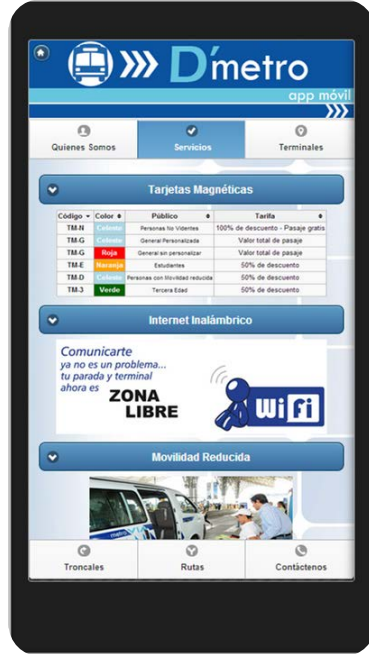 D'metro
app móvil
Quienes Somos Servicios Terminales
Tarjetas Magnéticas
Código Color Público Tarifa
TM-N Celeste Personas No Videntes 100% de descuento - Pasaje gratis
TM-G Celeste General Personalizada Valor total de pasaje
TM-G Roja General sin personalizar Valor total de pasaje
TM-E Naranja Estudiantes 50% de descuento
TM-D Celeste Personas con Movilidad reducida 50% de descuento
TM-3 Verde Tercera Edad 50% de descuento
Internet Inalámbrico
Comunicarte
ya no es un problema...
tu parada y terminal
ahora es ZONA
LIBRE
WiFi
Movilidad Reducida
metro
Troncales Rutas Contáctenos